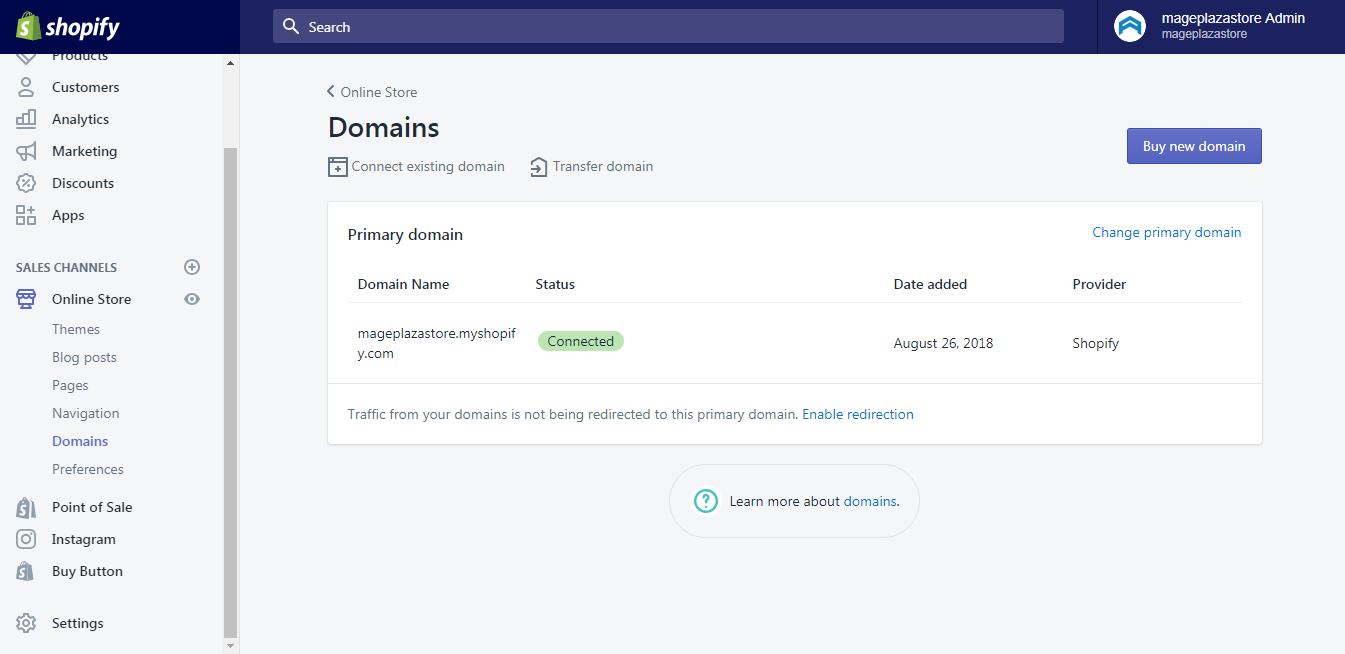 shopify
Search
mageplazastore Admin
mageplazastore
Products
Customers
Analytics
Marketing
Discounts
Apps
SALES CHANNELS
Online Store
Themes
Blog posts
Pages
Navigation
Domains
Preferences
Point of Sale
Instagram
Buy Button
Settings
Online Store
Domains
Connect existing domain
Transfer domain
Buy new domain
Primary domain
Change primary domain
Domain Name Status Date added Provider
mageplazastore.myshopif
y.com
Connected
August 26, 2018
Shopify
Traffic from your domains is not being redirected to this primary domain. Enable redirection
Learn more about domains.